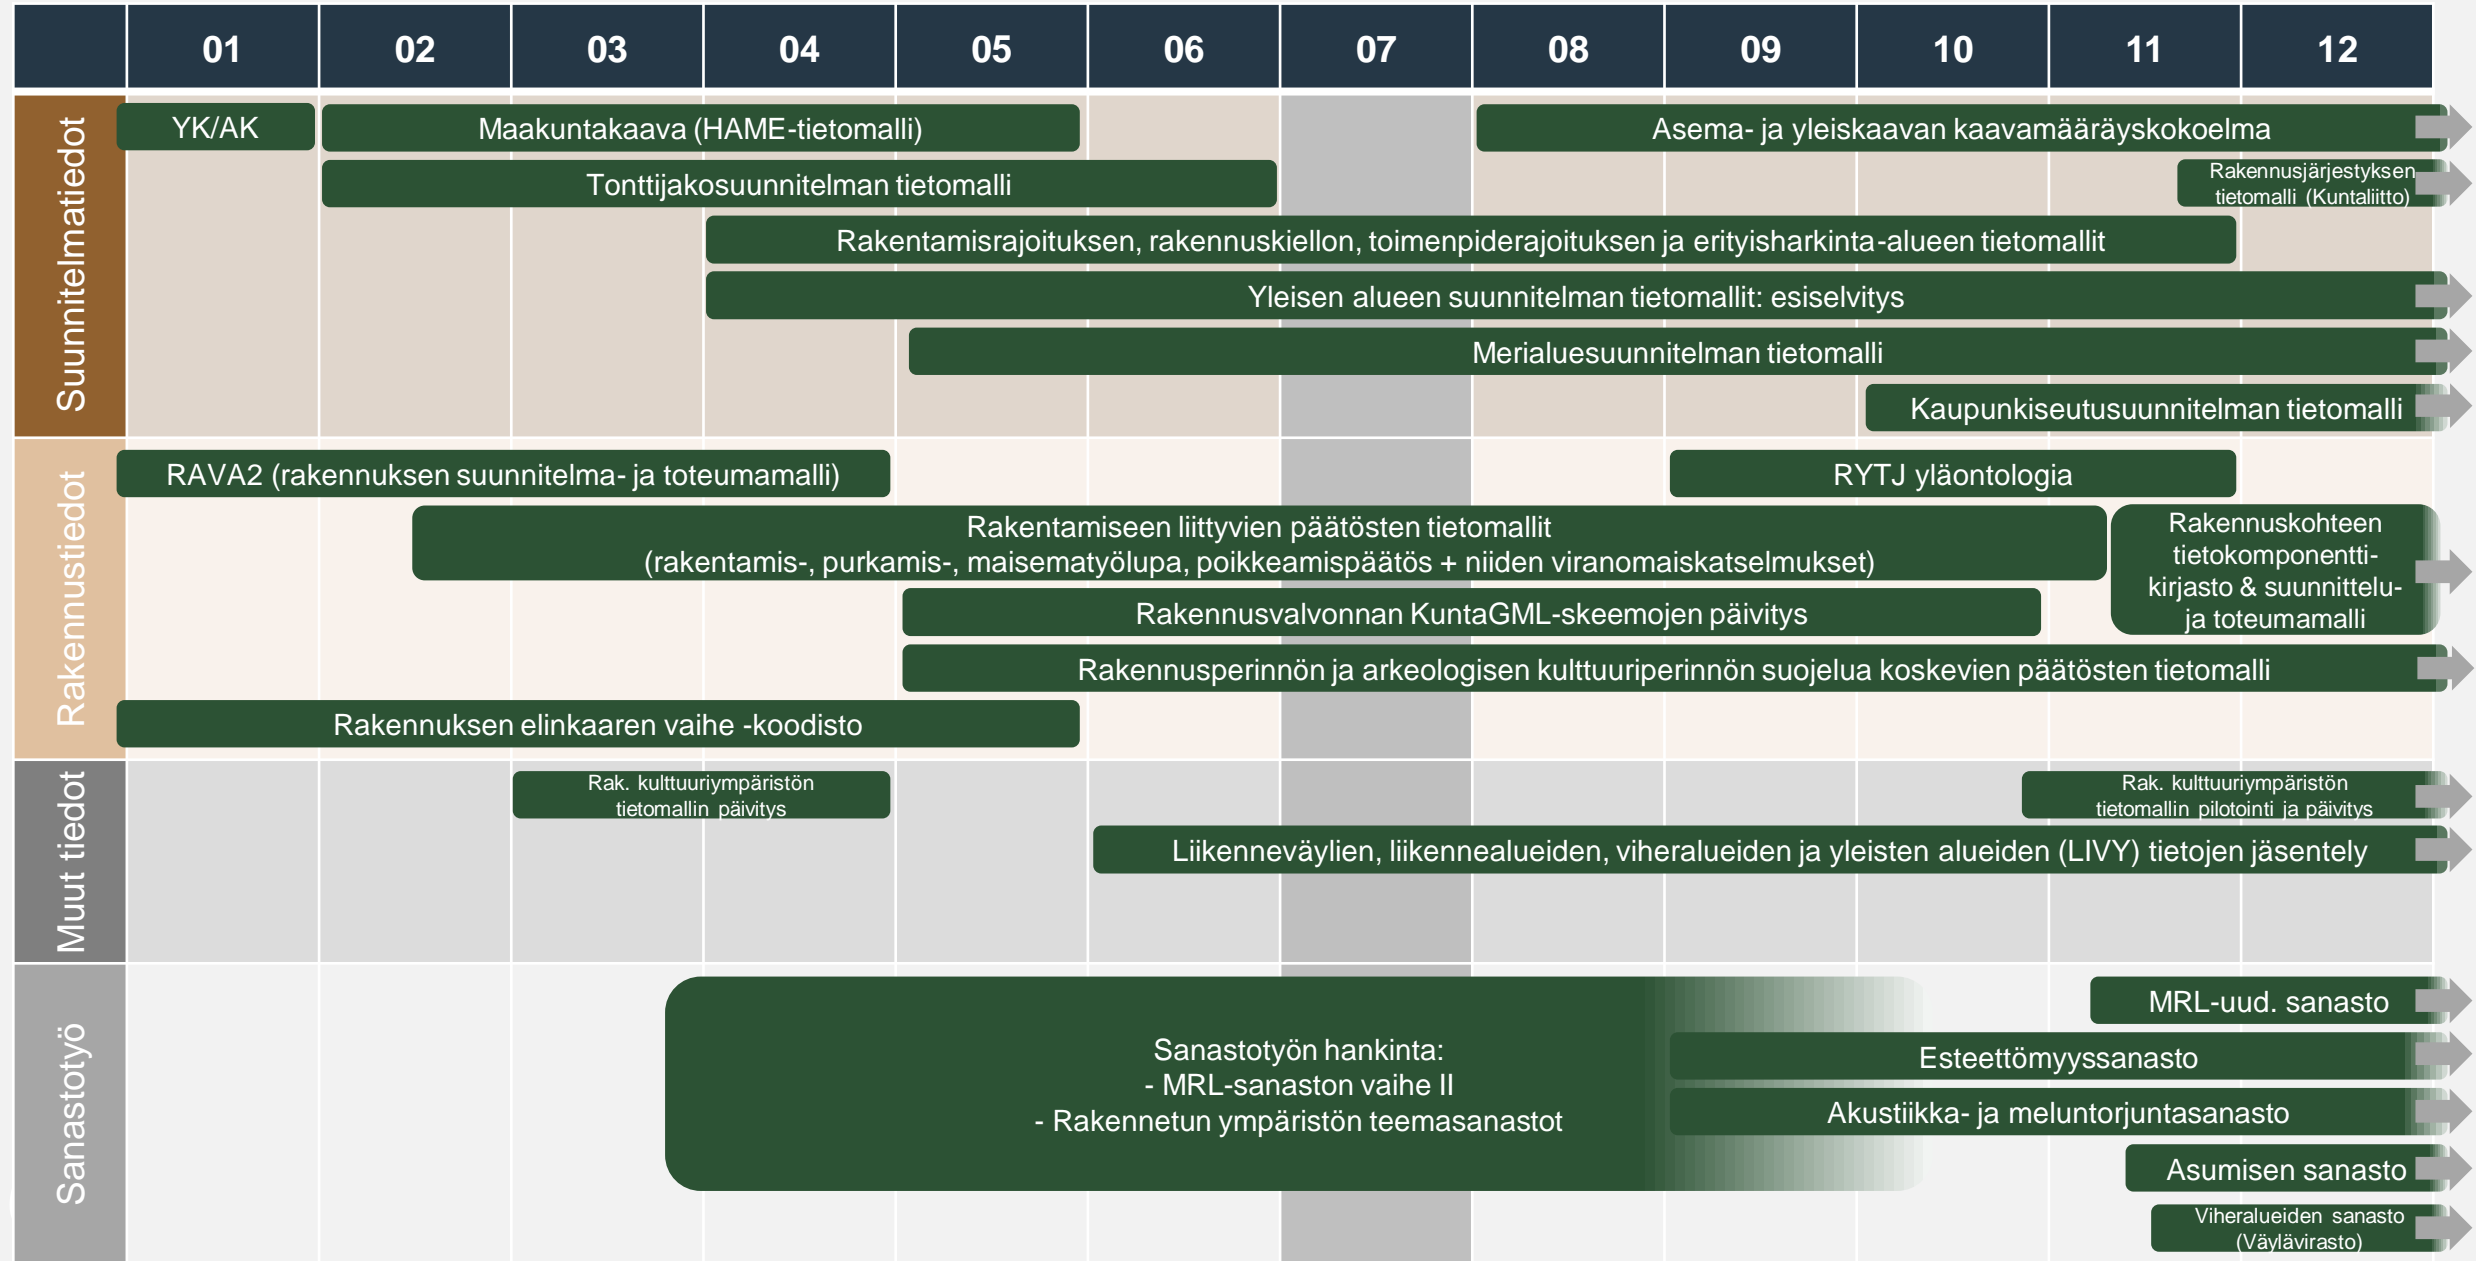 01 02 03 04 05 06 07 08 09 10 11 12
Suunnitelmatiedot
YK/AK
Maakuntakaava (HAME-tietomalli)
Asema- ja yleiskaavan kaavamääräyskokoelma
Tonttijakosuunnitelman tietomalli
Rakennusjärjestyksen
tietomalli (Kuntaliitto)
Rakentamisrajoituksen, rakennuskiellon, toimenpiderajoituksen ja erityisharkinta-alueen tietomallit
Yleisen alueen suunnitelman tietomallit: esiselvitys
Merialuesuunnitelman tietomalli
Kaupunkiseutusuunnitelman tietomalli
Rakennustiedot
RAVA2 (rakennuksen suunnitelma- ja toteumamalli)
RYTJ yläontologia
Rakentamiseen liittyvien päätösten tietomallit
(rakentamis-, purkamis-, maisematyölupa, poikkeamispäätös + niiden viranomaiskatselmukset)
Rakennuskohteen
tietokomponentti-
kirjasto & suunnittelu-
ja toteumamalli
Rakennusvalvonnan KuntaGML-skeemojen päivitys
Rakennusperinnön ja arkeologisen kulttuuriperinnön suojelua koskevien päätösten tietomalli
Rakennuksen elinkaaren vaihe -koodisto
Muut tiedot
Rak. kulttuuriympäristön
tietomallin päivitys
Rak. kulttuuriympäristön
tietomallin pilotointi ja päivitys
Liikenneväylien, liikennealueiden, viheralueiden ja yleisten alueiden (LIVY) tietojen jäsentely
Sanastotyö
Sanastotyön hankinta:
- MRL-sanaston vaihe II
- Rakennetun ympäristön teemasanastot
MRL-uud. sanasto
Esteettömyyssanasto
Akustiikka- ja meluntorjuntasanasto
Asumisen sanasto
Viheralueiden sanasto
(Väylävirasto)